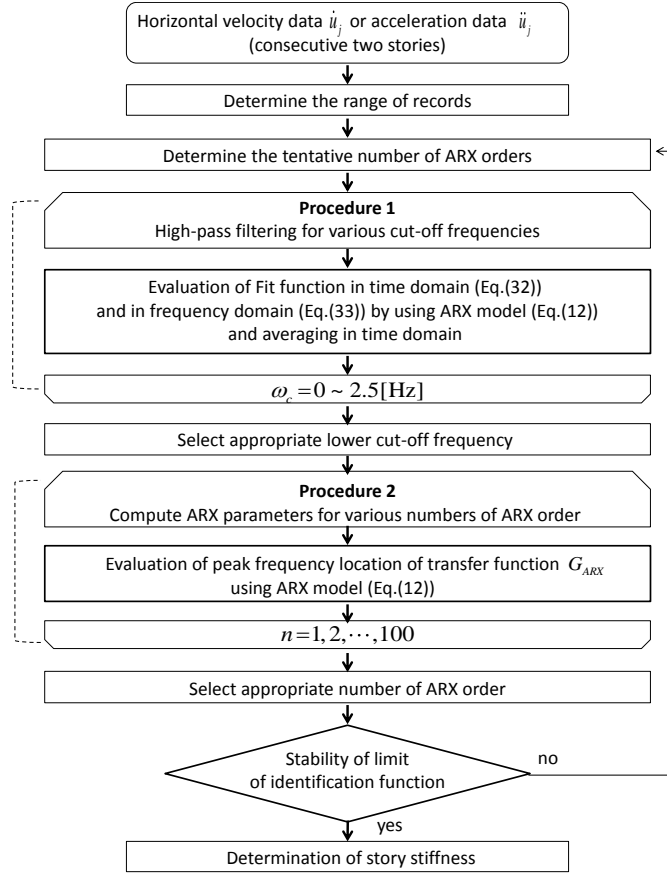 Horizontal velocity data u̇_j or acceleration data ü_j
(consecutive two stories)
Determine the range of records
Determine the tentative number of ARX orders
Procedure 1
High-pass filtering for various cut-off frequencies
Evaluation of Fit function in time domain (Eq.(32))
and in frequency domain (Eq.(33)) by using ARX model (Eq.(12))
and averaging in time domain
ω_c = 0 ~ 2.5[Hz]
Select appropriate lower cut-off frequency
Procedure 2
Compute ARX parameters for various numbers of ARX order
Evaluation of peak frequency location of transfer function G_ARX
using ARX model (Eq.(12))
n = 1, 2, ⋯, 100
Select appropriate number of ARX order
Stability of limit
of identification function
no
yes
Determination of story stiffness